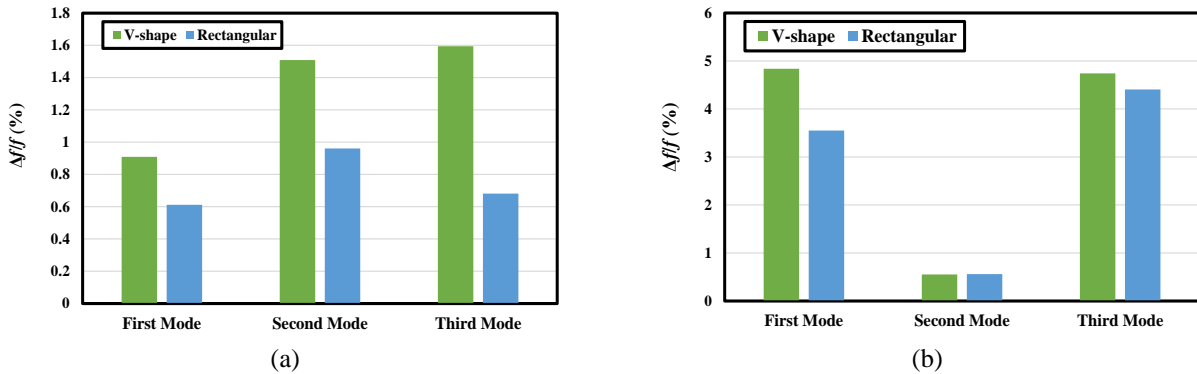 1.8
1.6
1.4
1.2
1
0.8
0.6
0.4
0.2
0
Δf/f (%)
V-shape Rectangular
First Mode Second Mode Third Mode
(a)
6
5
4
3
2
1
0
Δf/f (%)
V-shape Rectangular
First Mode Second Mode Third Mode
(b)